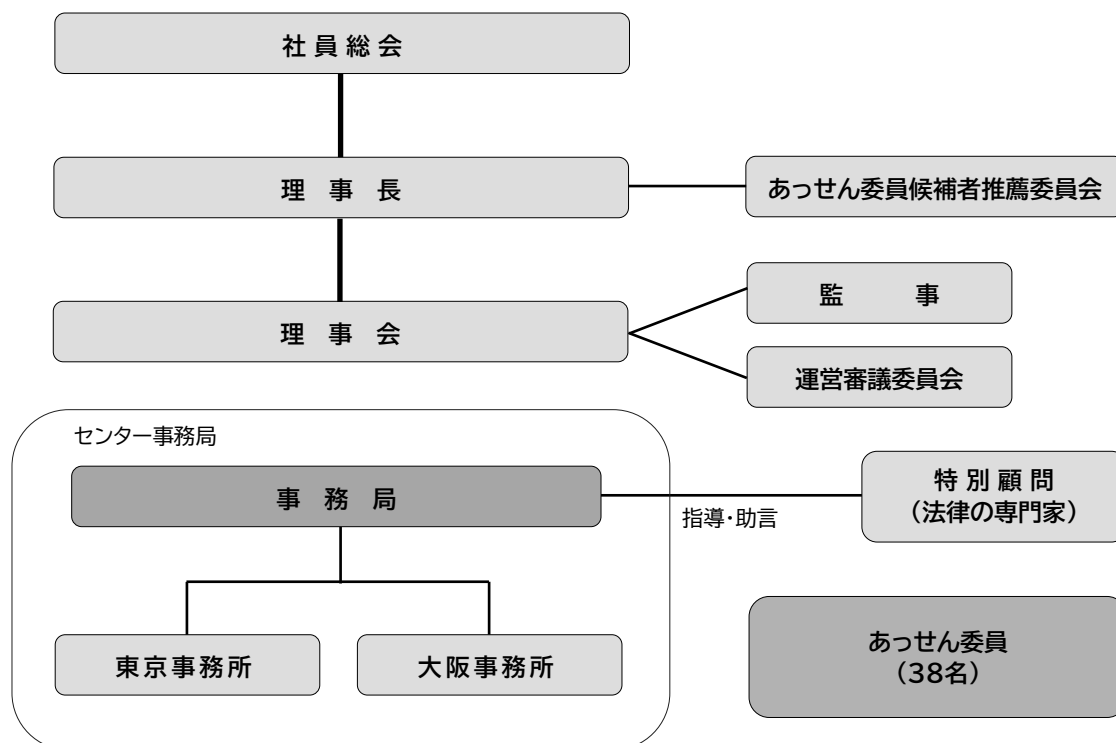 社員総会
理事長
あっせん委員候補者推薦委員会
監事
理事会
運営審議委員会
センター事務局
事務局
特別顧問
(法律の専門家)
指導・助言
東京事務所
大阪事務所
あっせん委員
(38名)